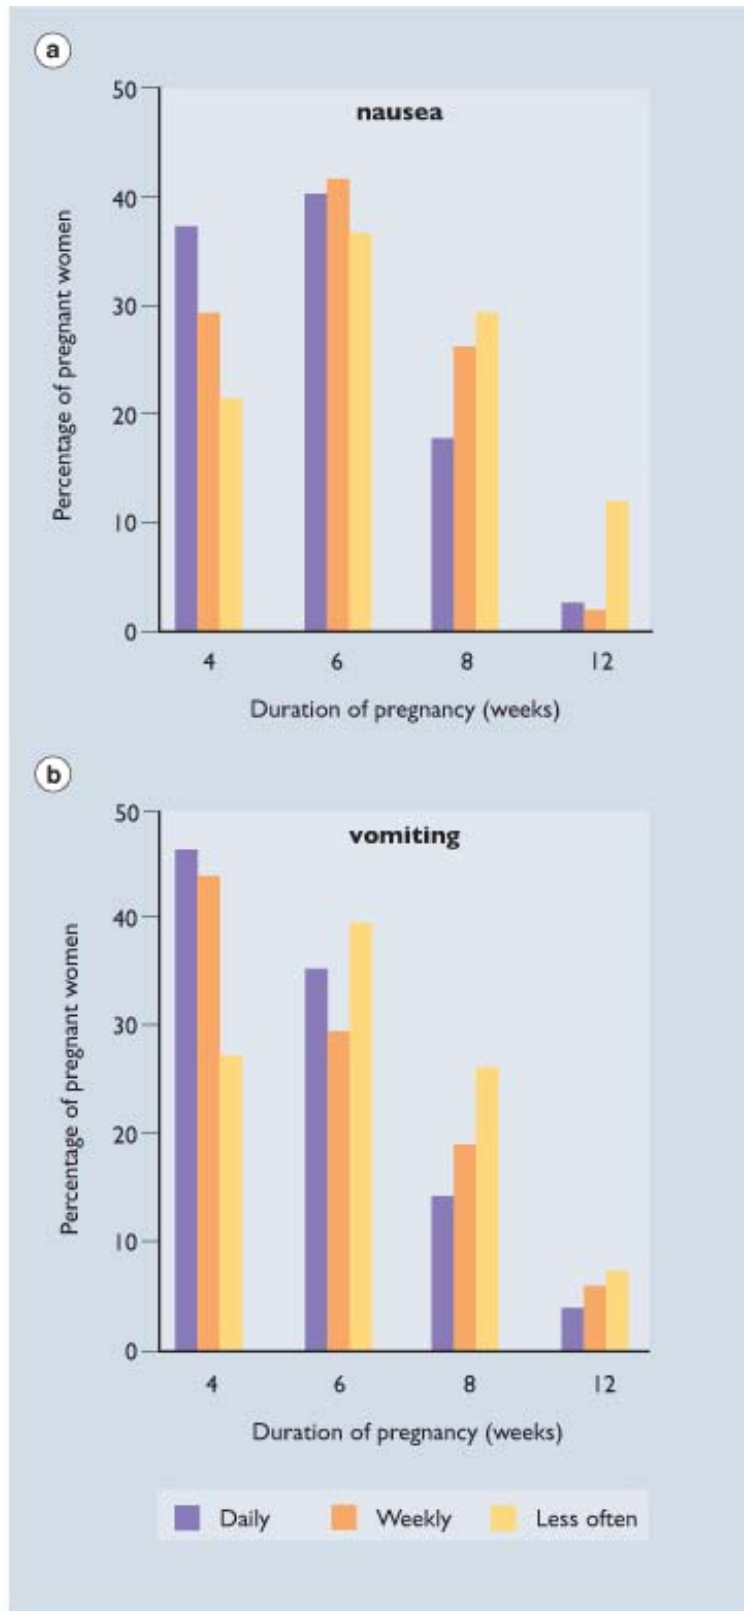 a
nausea
Percentage of pregnant women
50
40
30
20
10
0
4 6 8 12
Duration of pregnancy (weeks)
b
vomiting
Percentage of pregnant women
50
40
30
20
10
0
4 6 8 12
Duration of pregnancy (weeks)
Daily Weekly Less often